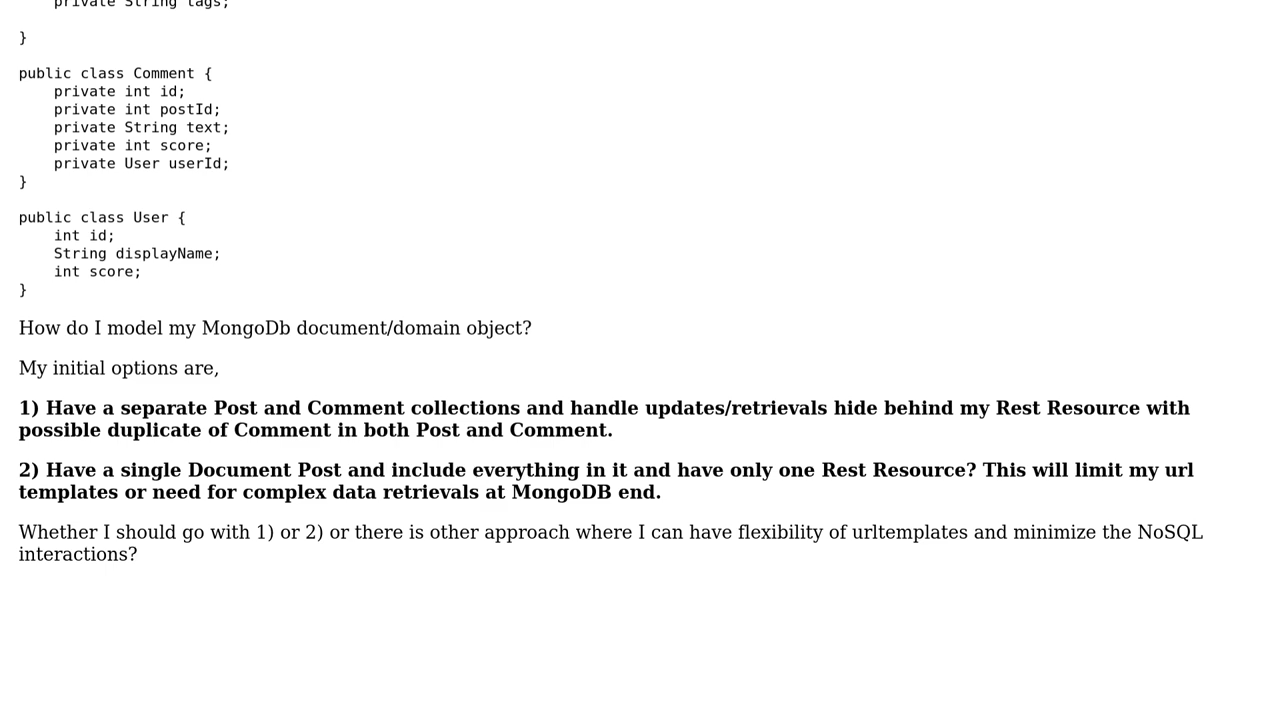 private String tags;
}
public class Comment {
    private int id;
    private int postId;
    private String text;
    private int score;
    private User userId;
}
public class User {
    int id;
    String displayName;
    int score;
}
How do I model my MongoDb document/domain object?
My initial options are,
1) Have a separate Post and Comment collections and handle updates/retrievals hide behind my Rest Resource with
possible duplicate of Comment in both Post and Comment.
2) Have a single Document Post and include everything in it and have only one Rest Resource? This will limit my url
templates or need for complex data retrievals at MongoDB end.
Whether I should go with 1) or 2) or there is other approach where I can have flexibility of urltemplates and minimize the NoSQL
interactions?